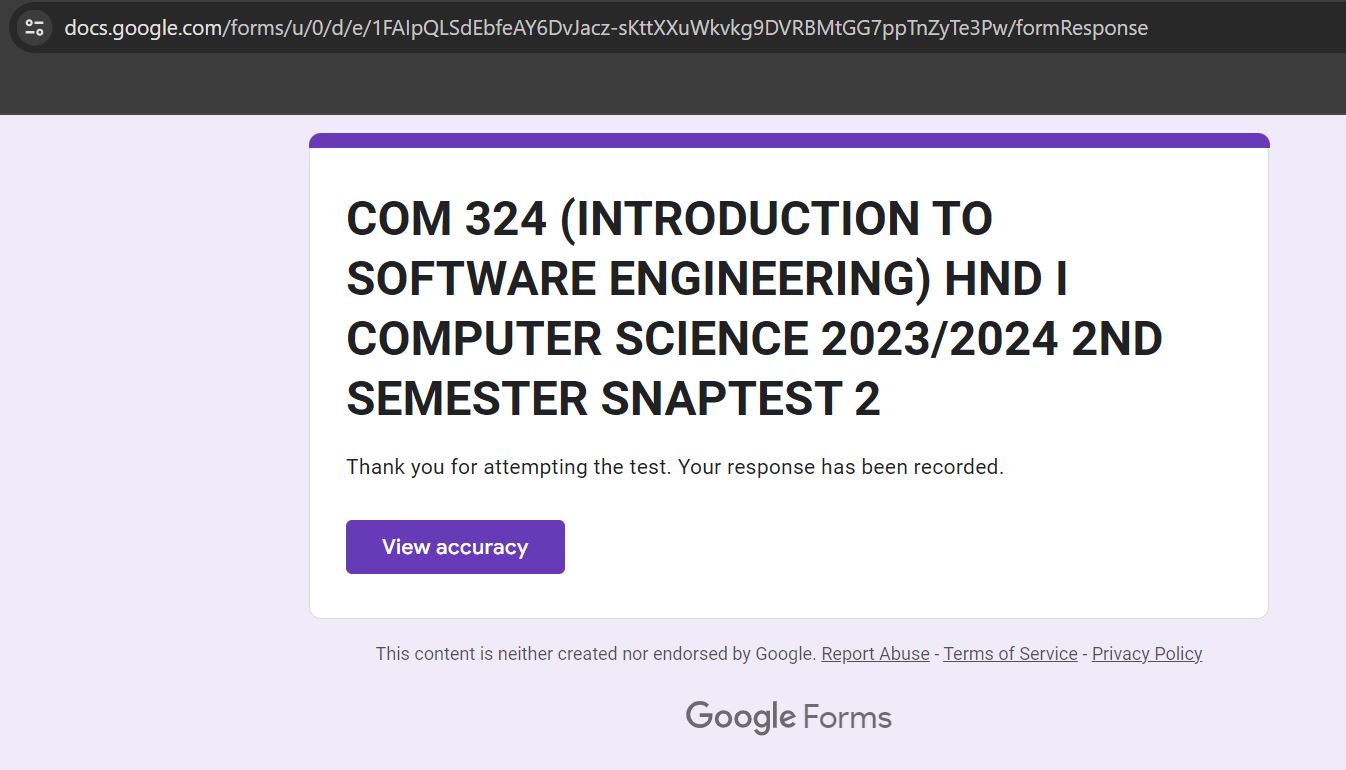 docs.google.com/forms/u/0/d/e/1FAIpQLSdEbfeAY6DvJacz-sKttXXuWkvkg9DVRBMtGG7ppTnZyTe3Pw/formResponse
COM 324 (INTRODUCTION TO
SOFTWARE ENGINEERING) HND I
COMPUTER SCIENCE 2023/2024 2ND
SEMESTER SNAPTEST 2
Thank you for attempting the test. Your response has been recorded.
View accuracy
This content is neither created nor endorsed by Google. Report Abuse - Terms of Service - Privacy Policy
Google Forms